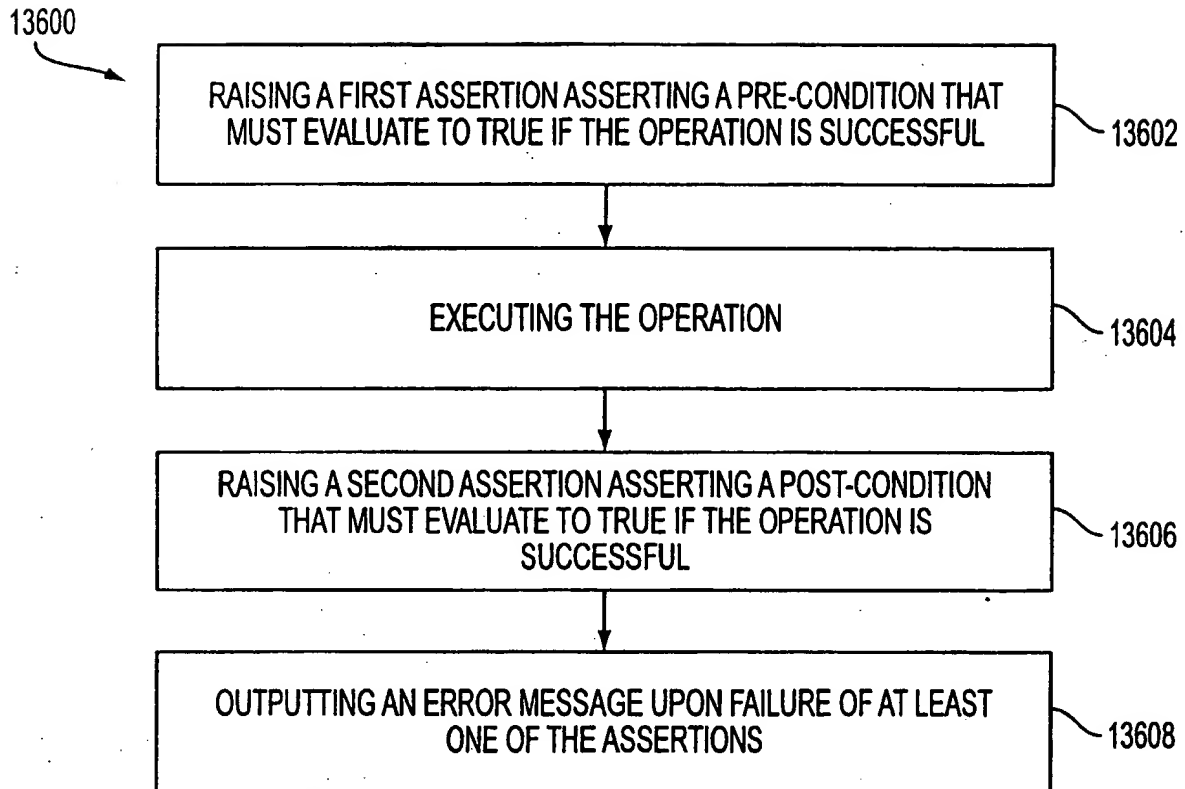 13600
RAISING A FIRST ASSERTION ASSERTING A PRE-CONDITION THAT
MUST EVALUATE TO TRUE IF THE OPERATION IS SUCCESSFUL
13602
EXECUTING THE OPERATION
13604
RAISING A SECOND ASSERTION ASSERTING A POST-CONDITION
THAT MUST EVALUATE TO TRUE IF THE OPERATION IS
SUCCESSFUL
13606
OUTPUTTING AN ERROR MESSAGE UPON FAILURE OF AT LEAST
ONE OF THE ASSERTIONS
13608